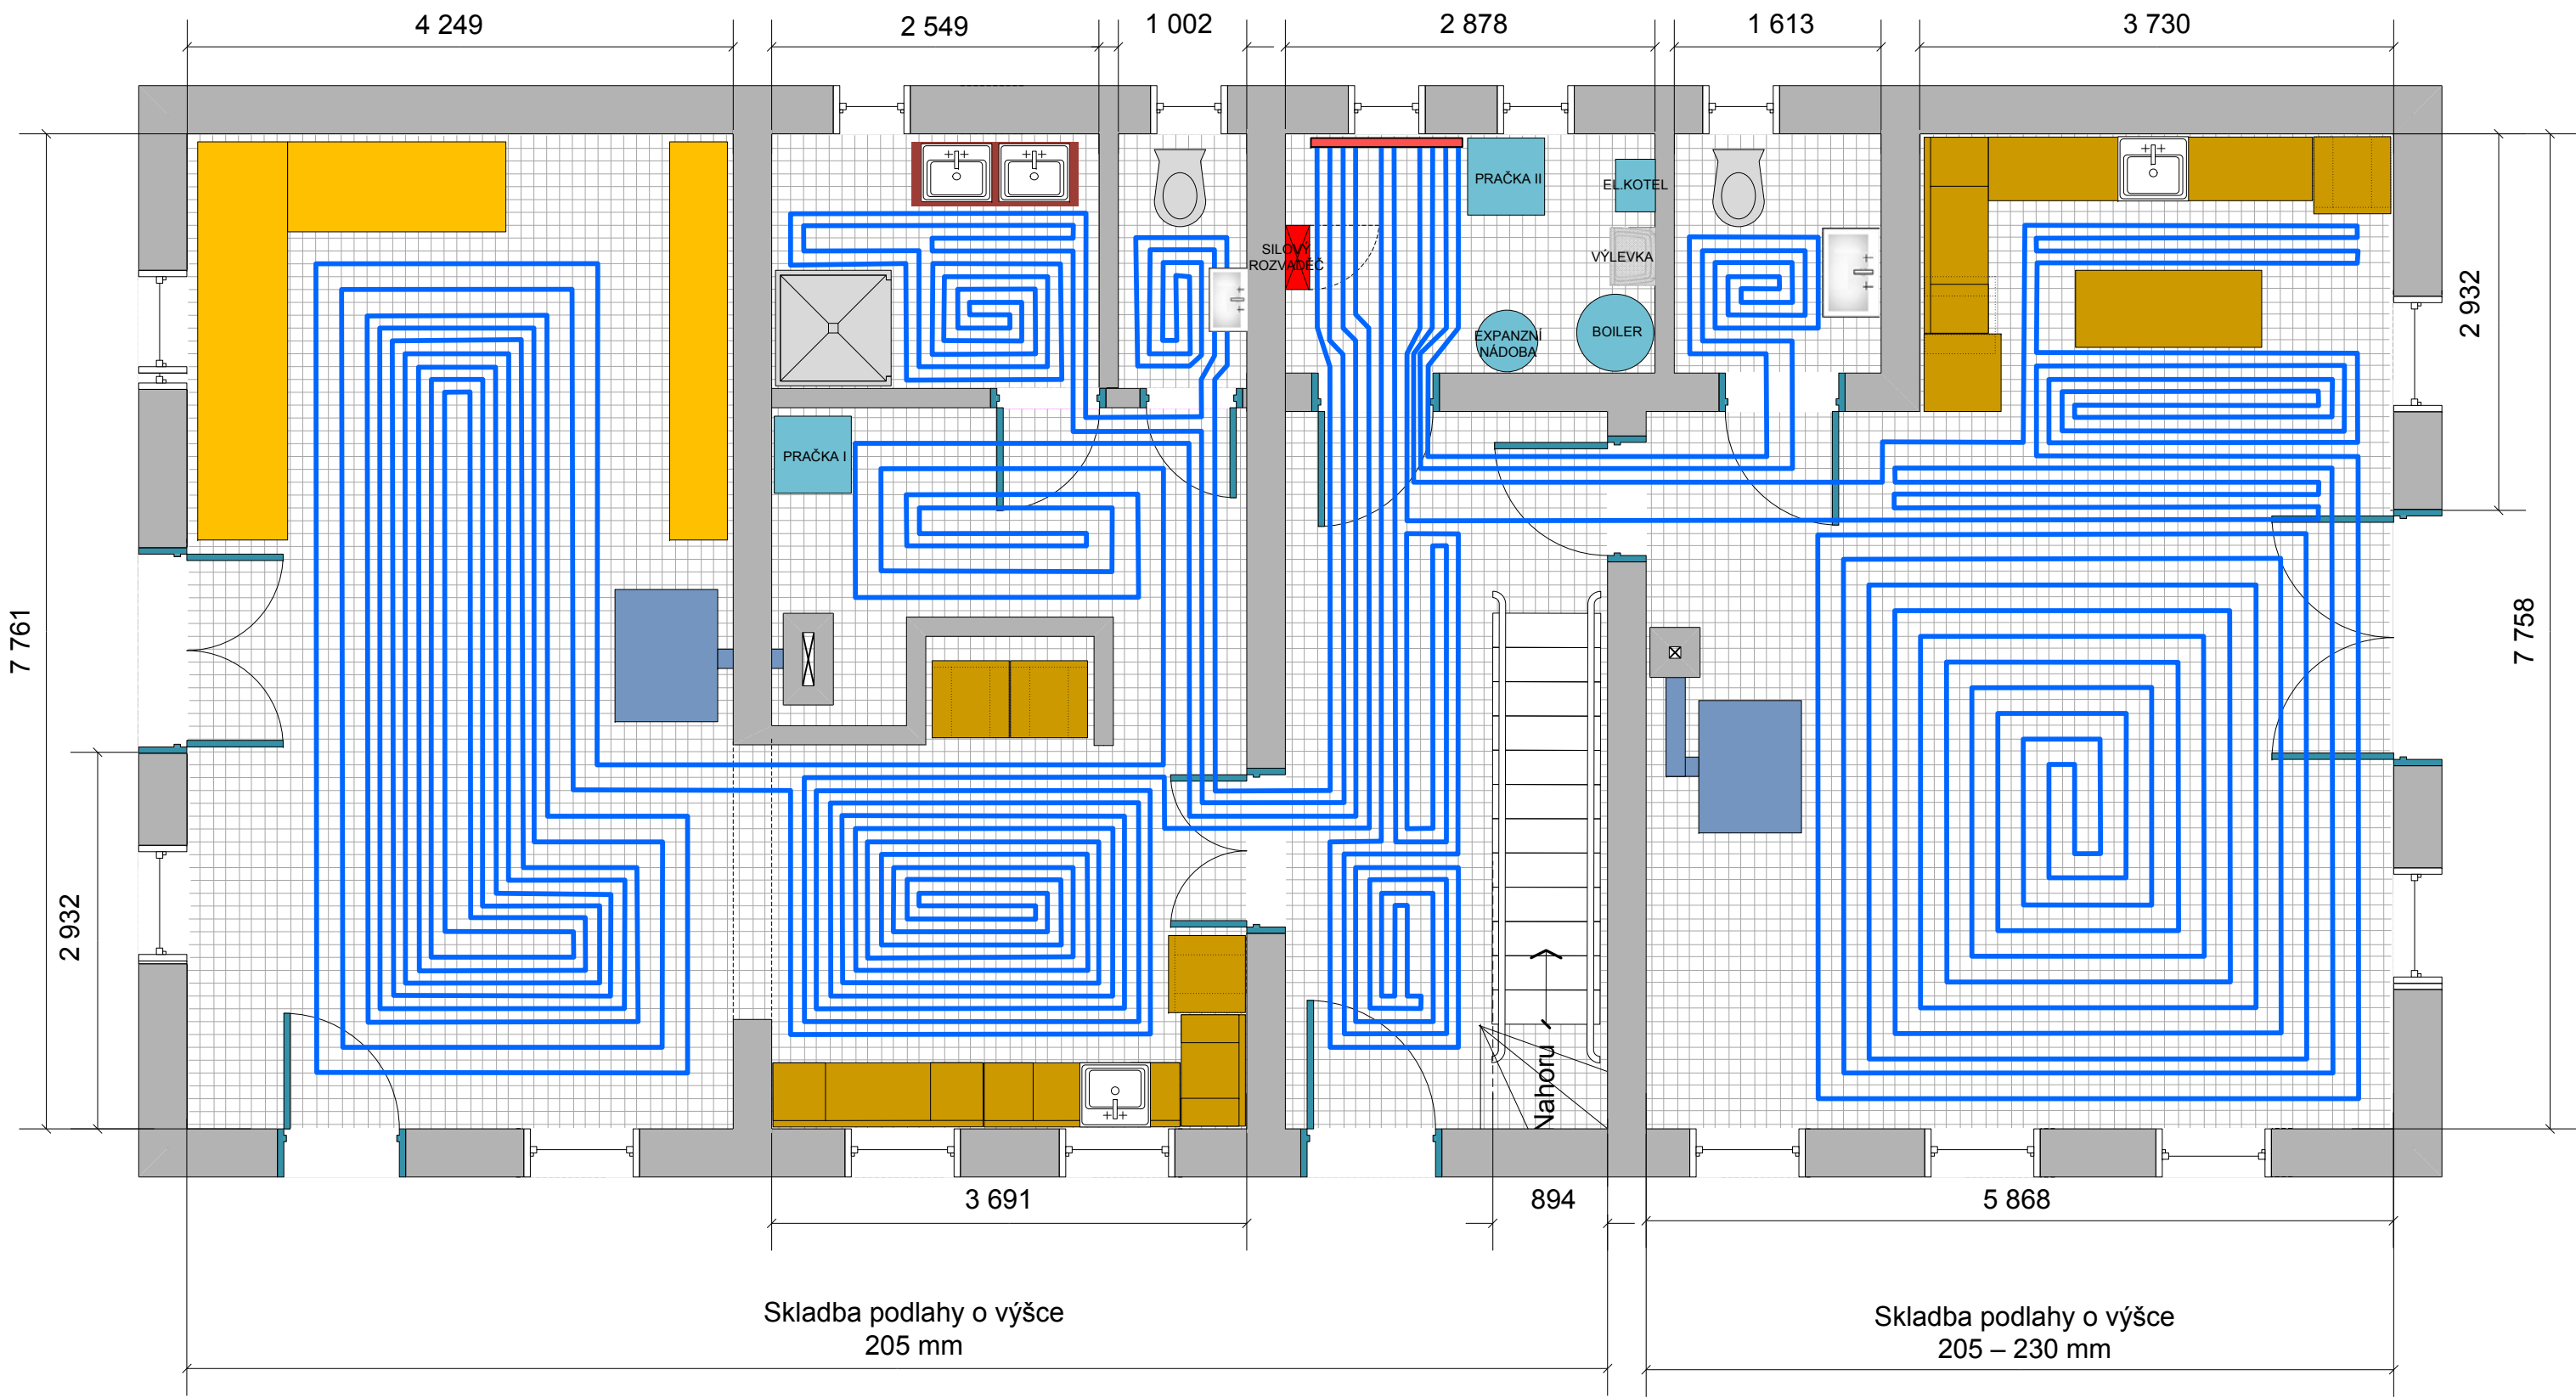 4 249
2 549
1 002
2 878
1 613
3 730
PRAČKA II
EL.KOTEL
SILOVÝ
ROZVADĚČ
VÝLEVKA
EXPANZNÍ
NÁDOBA
BOILER
PRAČKA I
2 932
7 761
7 758
2 932
Nahoru
3 691
894
5 868
Skladba podlahy o výšce
205 mm
Skladba podlahy o výšce
205 – 230 mm